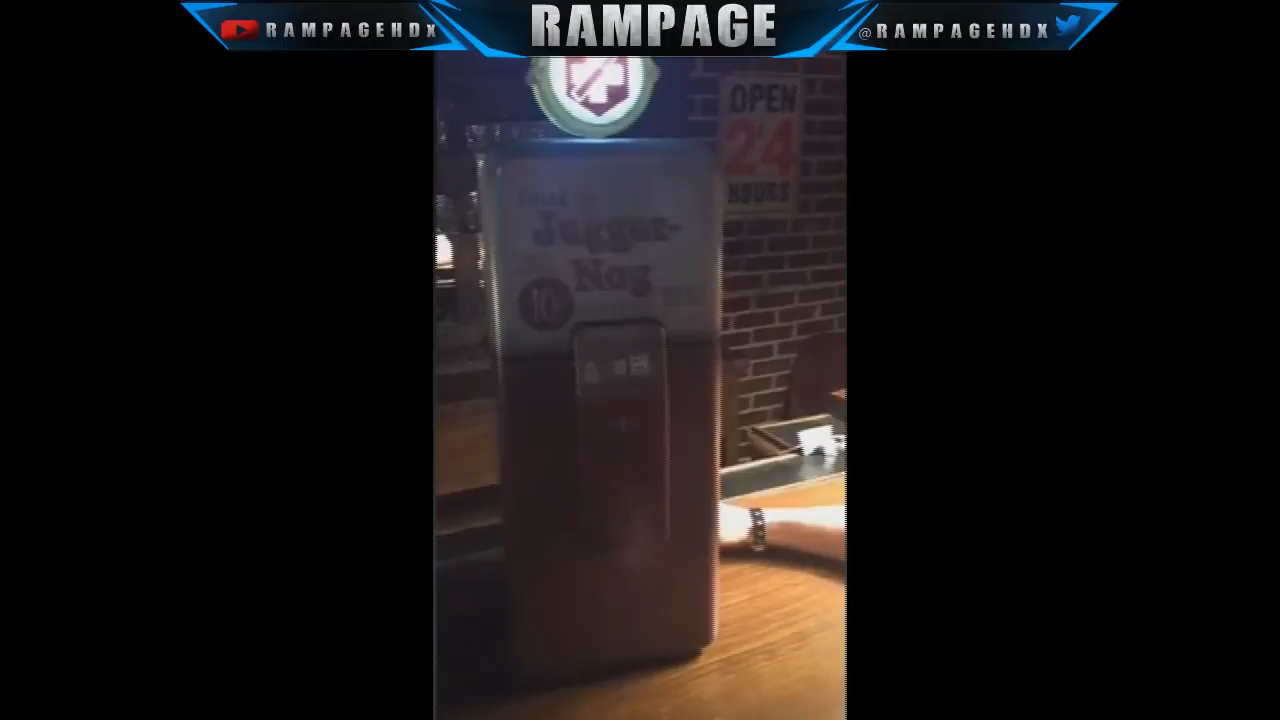 RAMPAGEHDX
RAMPAGE
@RAMPAGEHDX
OPEN
24
HOURS
Jugger-
Nog
10